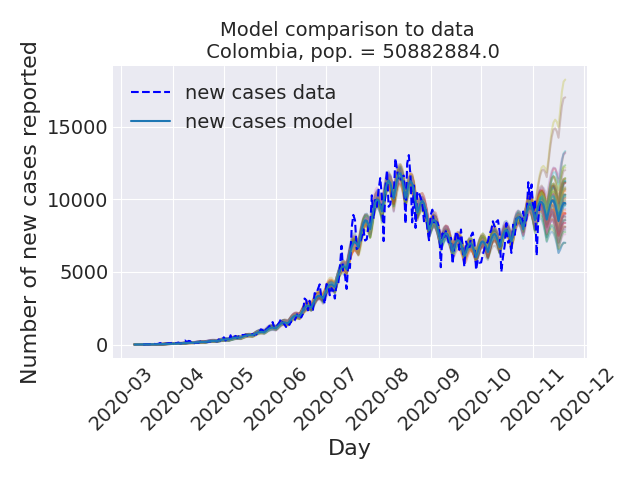 Model comparison to data
Colombia, pop. = 50882884.0
new cases data
new cases model
Number of new cases reported
15000
10000
5000
0
2020-03
2020-04
2020-05
2020-06
2020-07
2020-08
2020-09
2020-10
2020-11
2020-12
Day